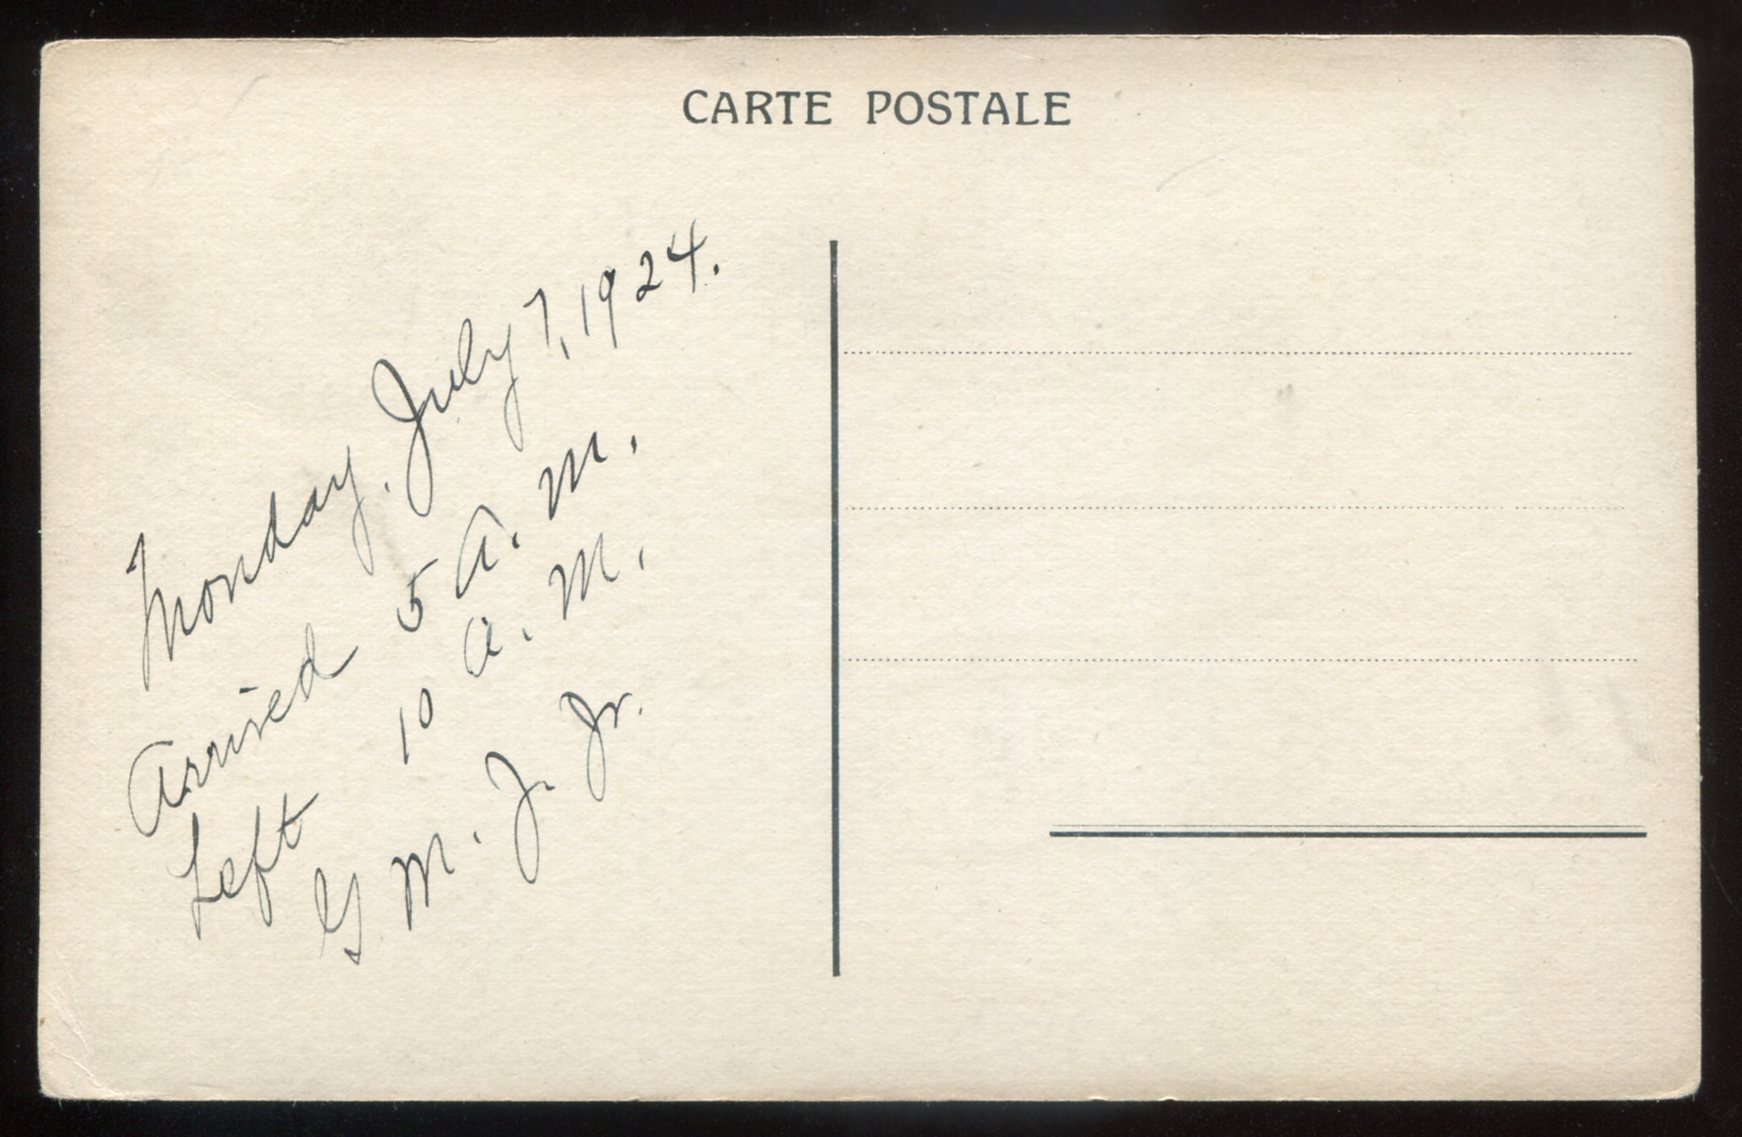 CARTE POSTALE
Monday. July 7, 1924.
Arrived 5 A. M.
Left 10 A. M.
G M. J. Jr.